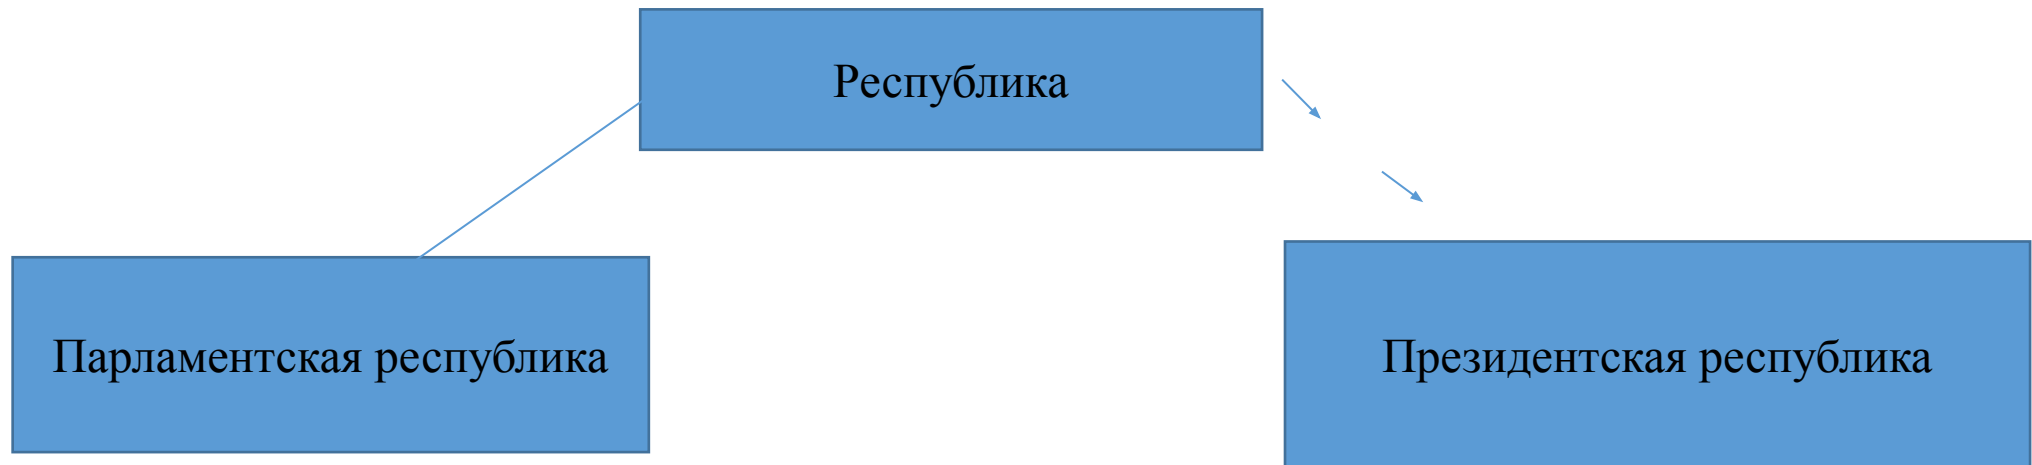 Республика
Парламентская республика
Президентская республика